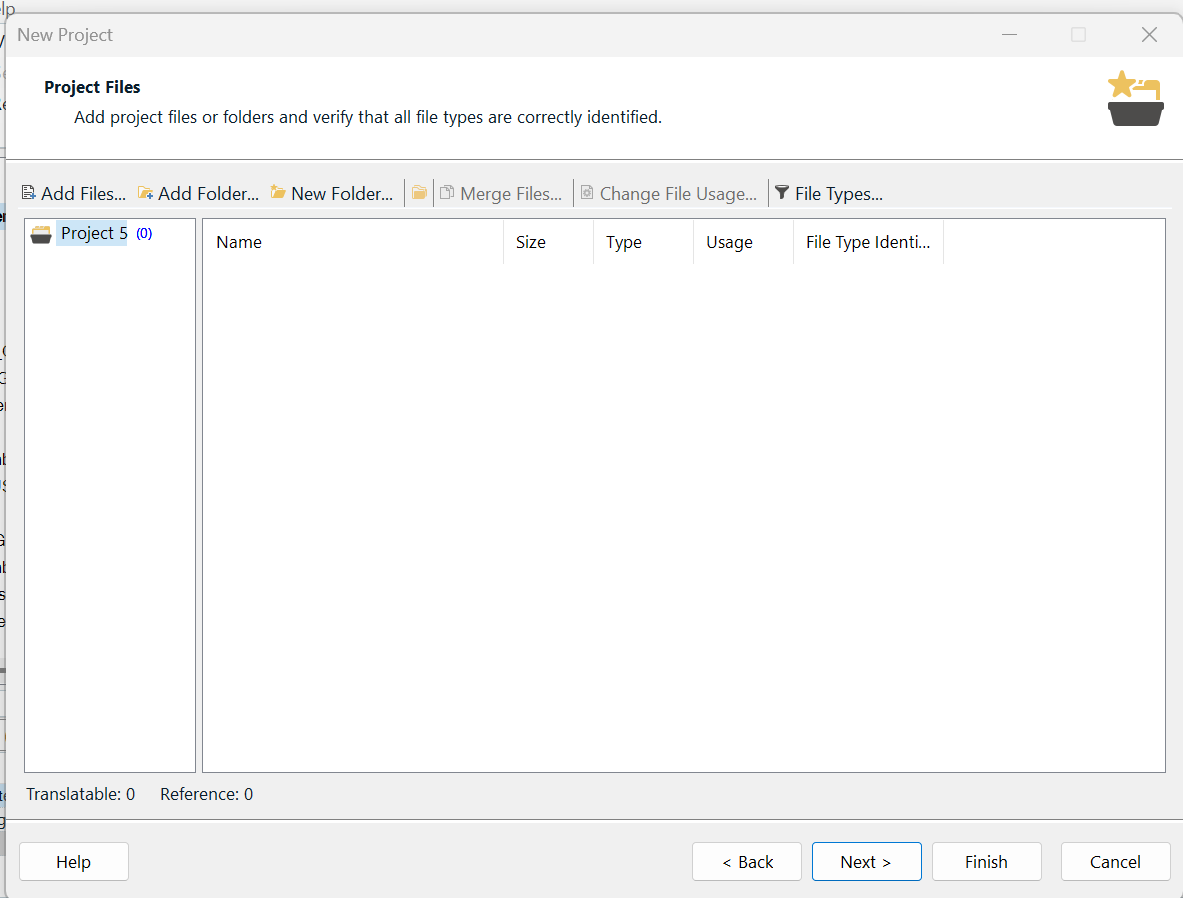 New Project
Project Files
Add project files or folders and verify that all file types are correctly identified.
Add Files... Add Folder... New Folder... Merge Files... Change File Usage... File Types...
Project 5 (0)
Name Size Type Usage File Type Identi...
Translatable: 0 Reference: 0
Help < Back Next > Finish Cancel